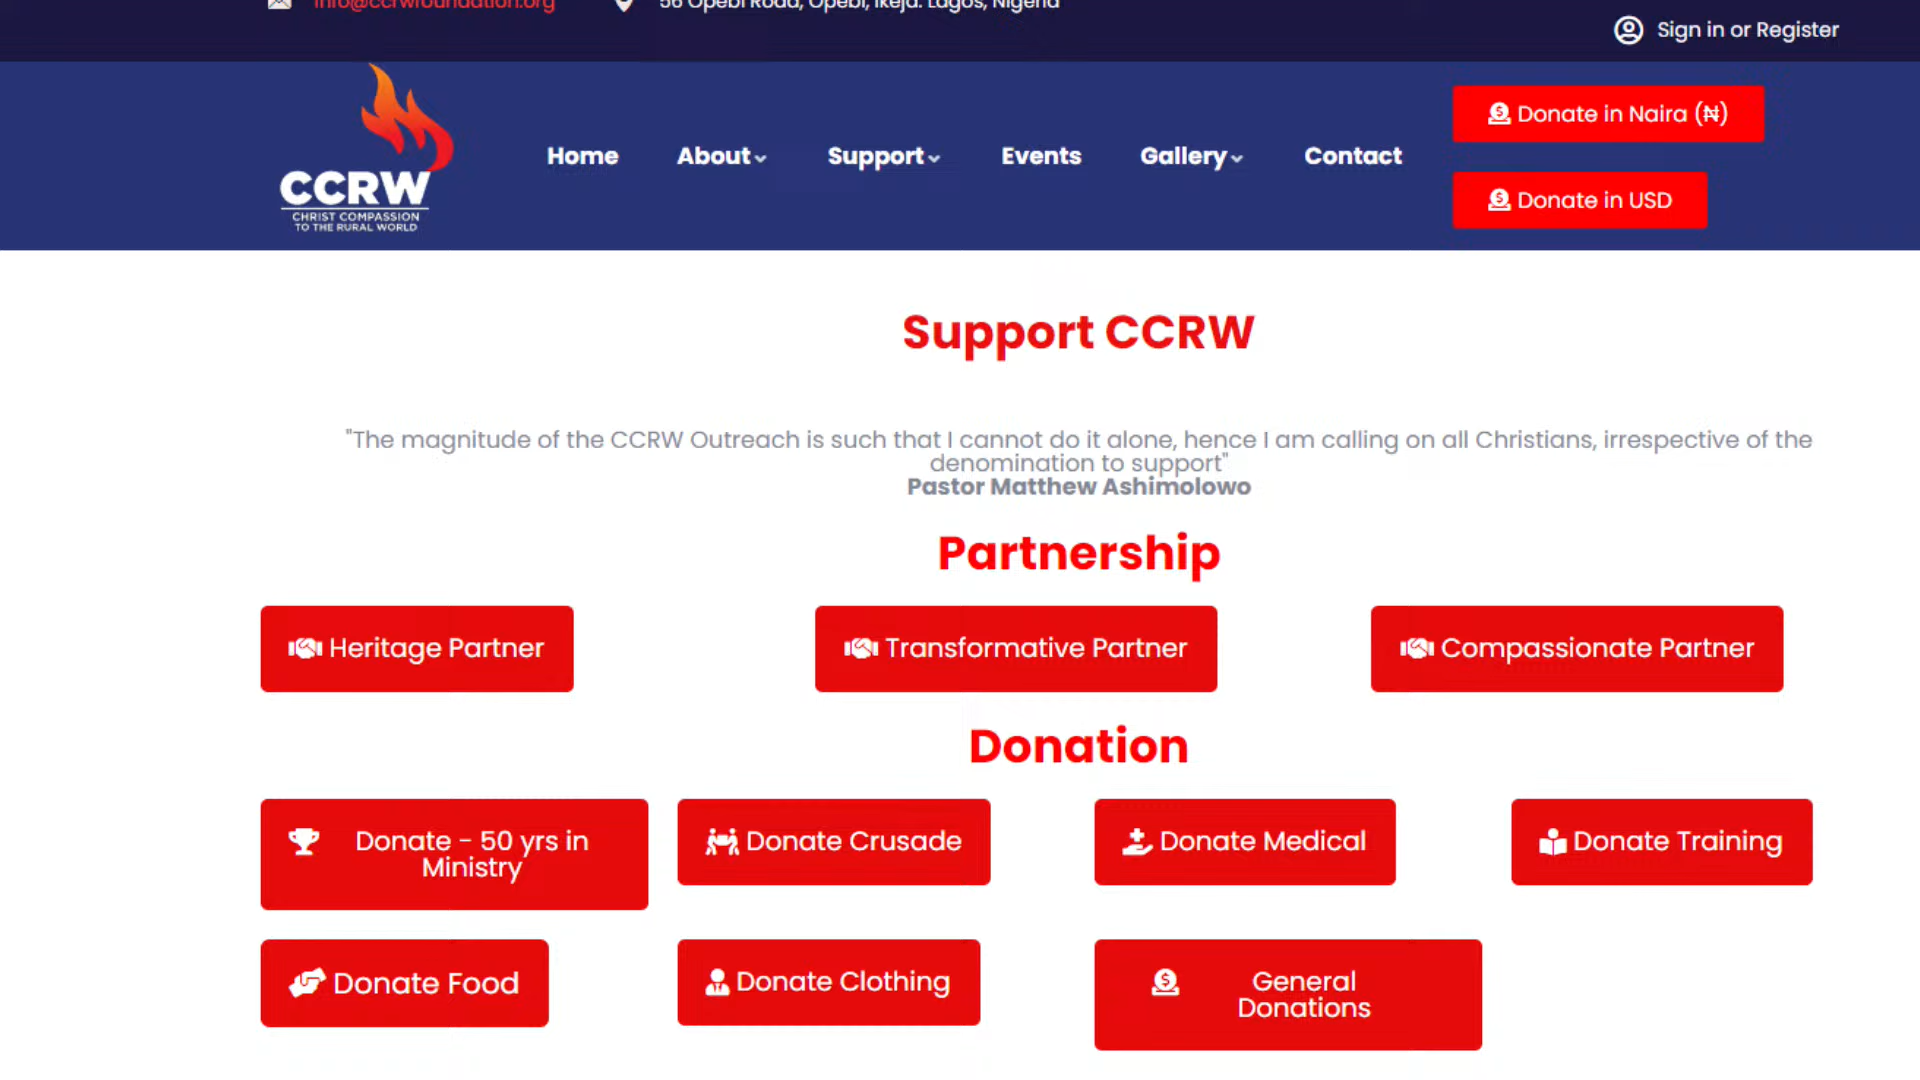 info@ccrwfoundation.org
56 Opebi Road, Opebi, Ikeja. Lagos, Nigeria
Sign in or Register
CCRW
CHRIST COMPASSION
TO THE RURAL WORLD
Home
About
Support
Events
Gallery
Contact
Donate in Naira (₦)
Donate in USD
Support CCRW
"The magnitude of the CCRW Outreach is such that I cannot do it alone, hence I am calling on all Christians, irrespective of the
denomination to support"
Pastor Matthew Ashimolowo
Partnership
Heritage Partner
Transformative Partner
Compassionate Partner
Donation
Donate - 50 yrs in
Ministry
Donate Crusade
Donate Medical
Donate Training
Donate Food
Donate Clothing
General
Donations